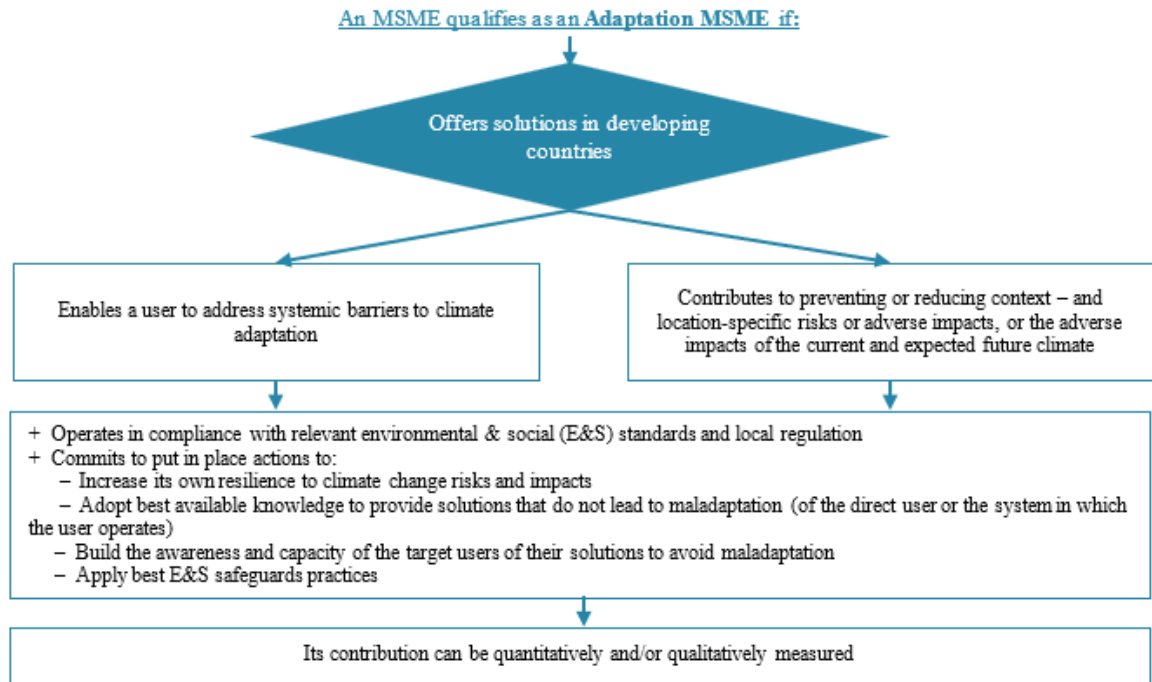 An MSME qualifies as an Adaptation MSME if:
Offers solutions in developing
countries
Enables a user to address systemic barriers to climate
adaptation
Contributes to preventing or reducing context – and
location-specific risks or adverse impacts, or the adverse
impacts of the current and expected future climate
+ Operates in compliance with relevant environmental & social (E&S) standards and local regulation
+ Commits to put in place actions to:
– Increase its own resilience to climate change risks and impacts
– Adopt best available knowledge to provide solutions that do not lead to maladaptation (of the direct user or the system in which
the user operates)
– Build the awareness and capacity of the target users of their solutions to avoid maladaptation
– Apply best E&S safeguards practices
Its contribution can be quantitatively and/or qualitatively measured